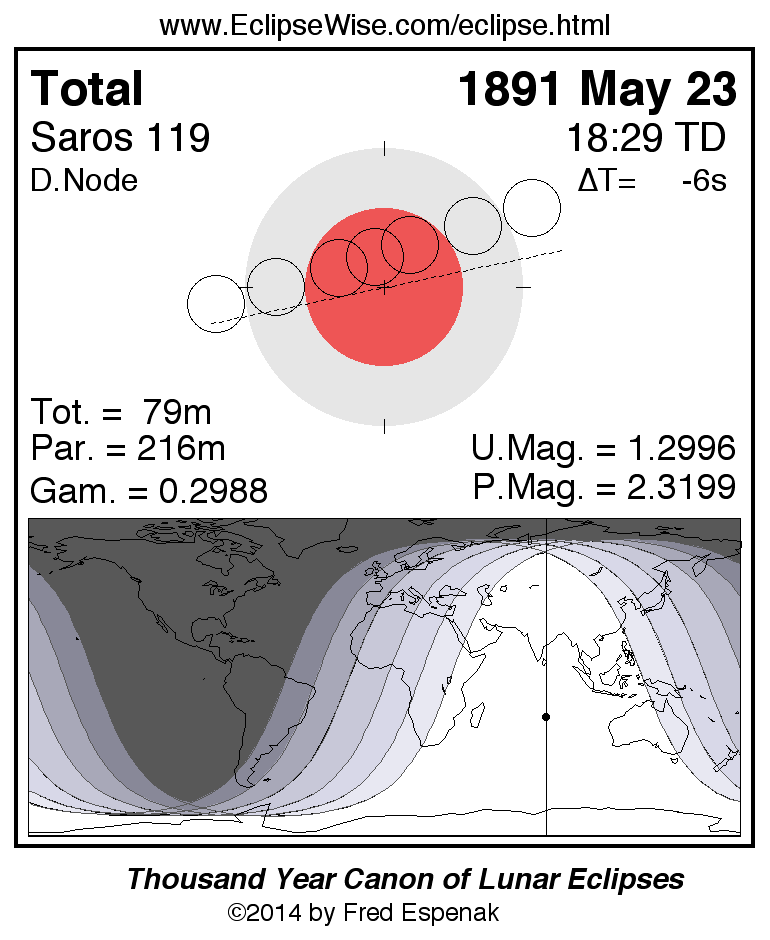 www.EclipseWise.com/eclipse.html
Total 1891 May 23
Saros 119 18:29 TD
D.Node ΔT= -6s
Tot. = 79m
Par. = 216m U.Mag. = 1.2996
Gam. = 0.2988 P.Mag. = 2.3199
Thousand Year Canon of Lunar Eclipses
©2014 by Fred Espenak